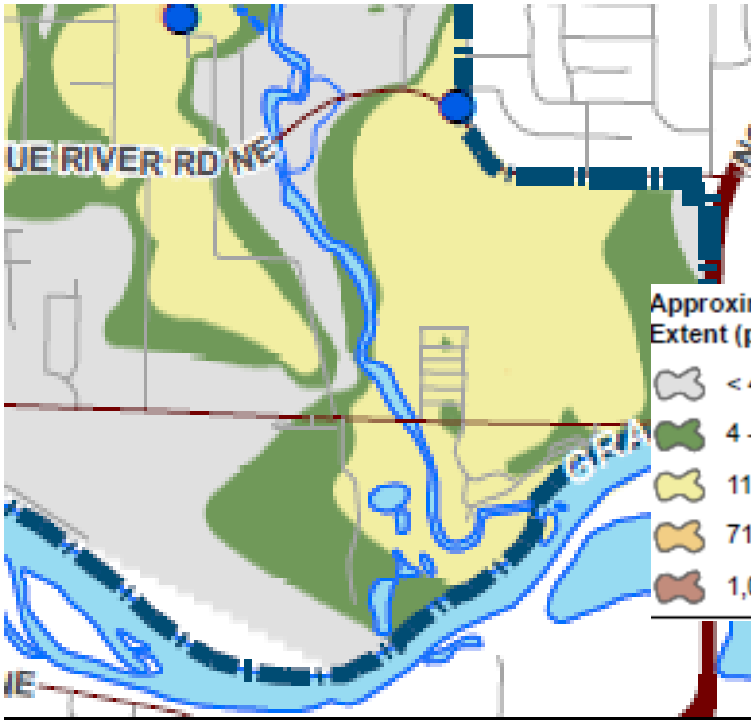 UE RIVER RD NE
Approxi
Extent (p
< 4
4 -
GRA
11
71
1,0
NE